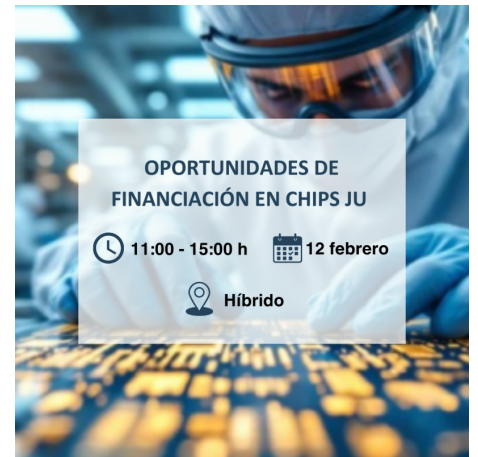 OPORTUNIDADES DE
FINANCIACIÓN EN CHIPS JU
11:00 - 15:00 h
12 febrero
Híbrido